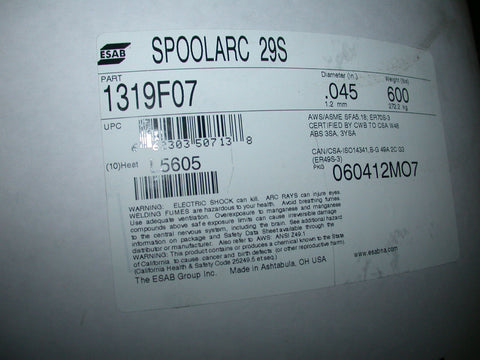 ESAB
SPOOLARC 29S
PART
1319F07
Diameter (in.)
.045
1.2 mm
Weight (lbs)
600
272.2 kg
UPC
AWS/ASME SFA5.18; ER70S-3
CERTIFIED BY CWB TO CSA W48
ABS 3SA, 3YSA
(10)Heat
5605
CAN/CSA-ISO14341,B-G 49A 2C G3
(ER49S-3)
PKG
060412MO7
WARNING: ELECTRIC SHOCK can kill. ARC RAYS can injure eyes.
WELDING FUMES are hazardous to your health. Avoid breathing fumes.
Use adequate ventilation. Overexposure to manganese and manganese
compounds above safe exposure limits can cause irreversible damage
to the central nervous system, including the brain. See additional hazard
information on package and Safety Data Sheet available through the
distributor or manufacturer. Also refer to AWS: ANSI Z49.1
WARNING: This product contains or produces a chemical known to the State
of California to cause cancer and birth defects (or other reproductive harm).
(California Health & Safety Code 25249.5 et seq.)
The ESAB Group Inc. Made in Ashtabula, OH USA
www.esabna.com